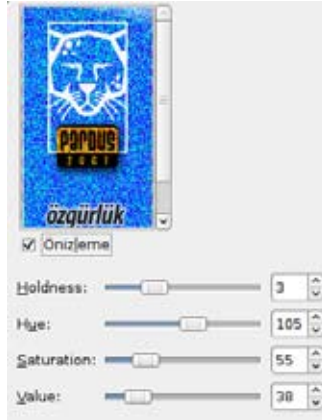 PARDUS
2007
özgürlük
Önizleme
Holdness: 3
Hue: 105
Saturation: 55
Value: 38